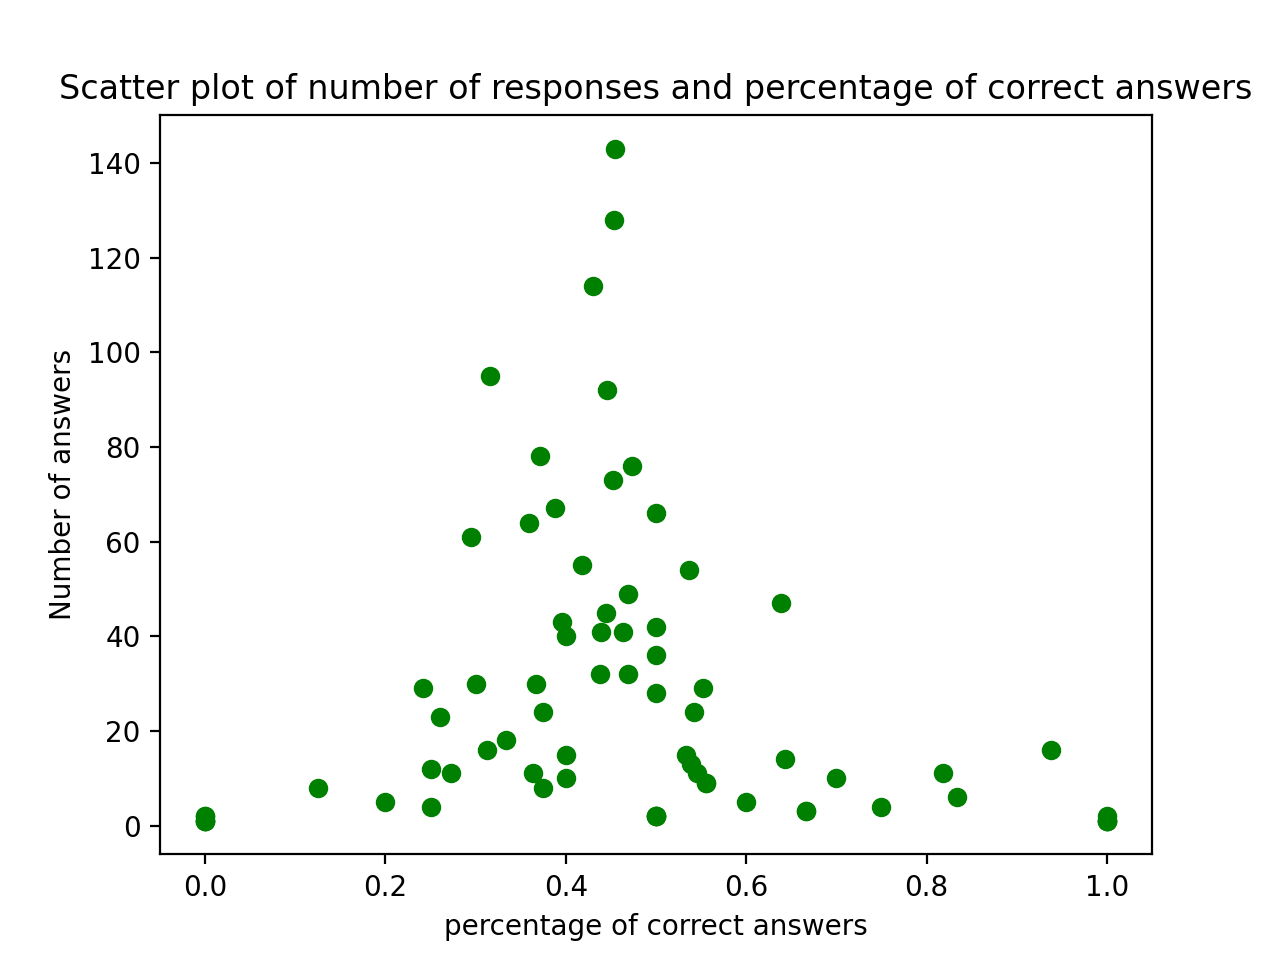 Scatter plot of number of responses and percentage of correct answers
140
120
100
80
60
40
20
0
Number of answers
0.0 0.2 0.4 0.6 0.8 1.0
percentage of correct answers